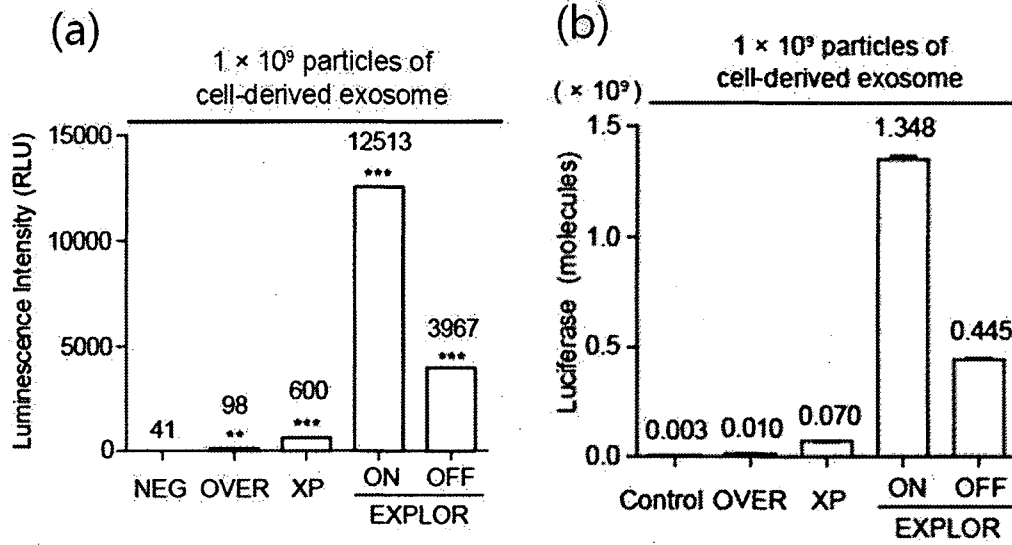 (a)
1 × 10⁹ particles of
cell-derived exosome
Luminescence Intensity (RLU)
15000
10000
5000
0
41
98
**
600
***
12513
***
3967
***
NEG OVER XP ON OFF
EXPLOR
(b)
1 × 10⁹ particles of
cell-derived exosome
(× 10⁹)
Luciferase (molecules)
1.5
1.0
0.5
0.0
0.003
0.010
0.070
1.348
0.445
Control OVER XP ON OFF
EXPLOR